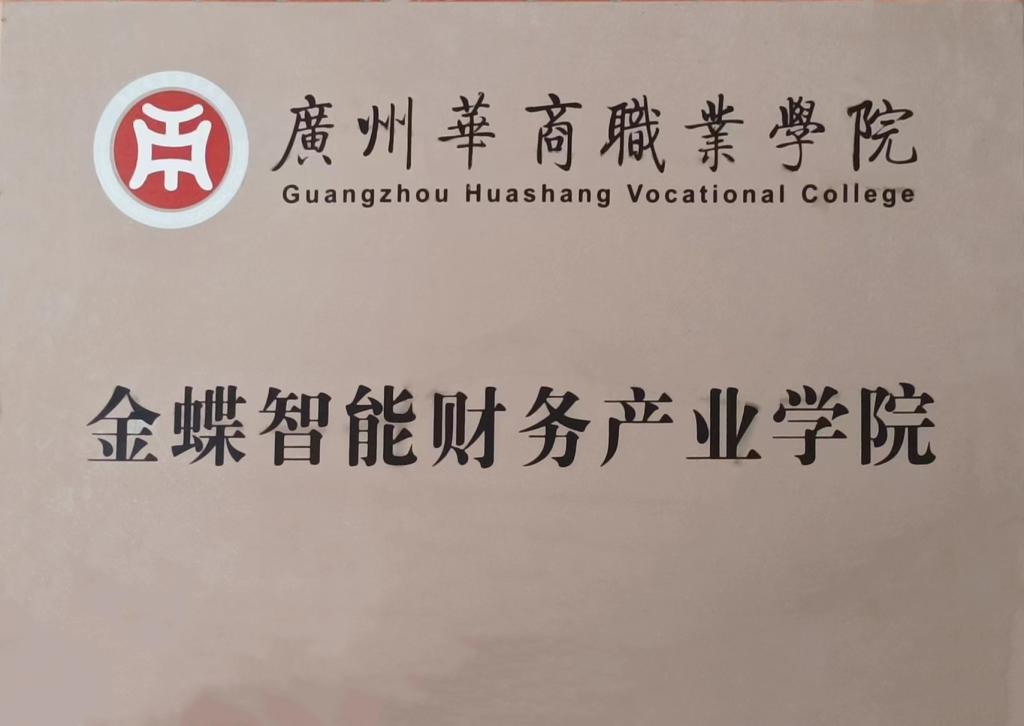 廣州華商職業學院
Guangzhou Huashang Vocational College
金蝶智能财务产业学院